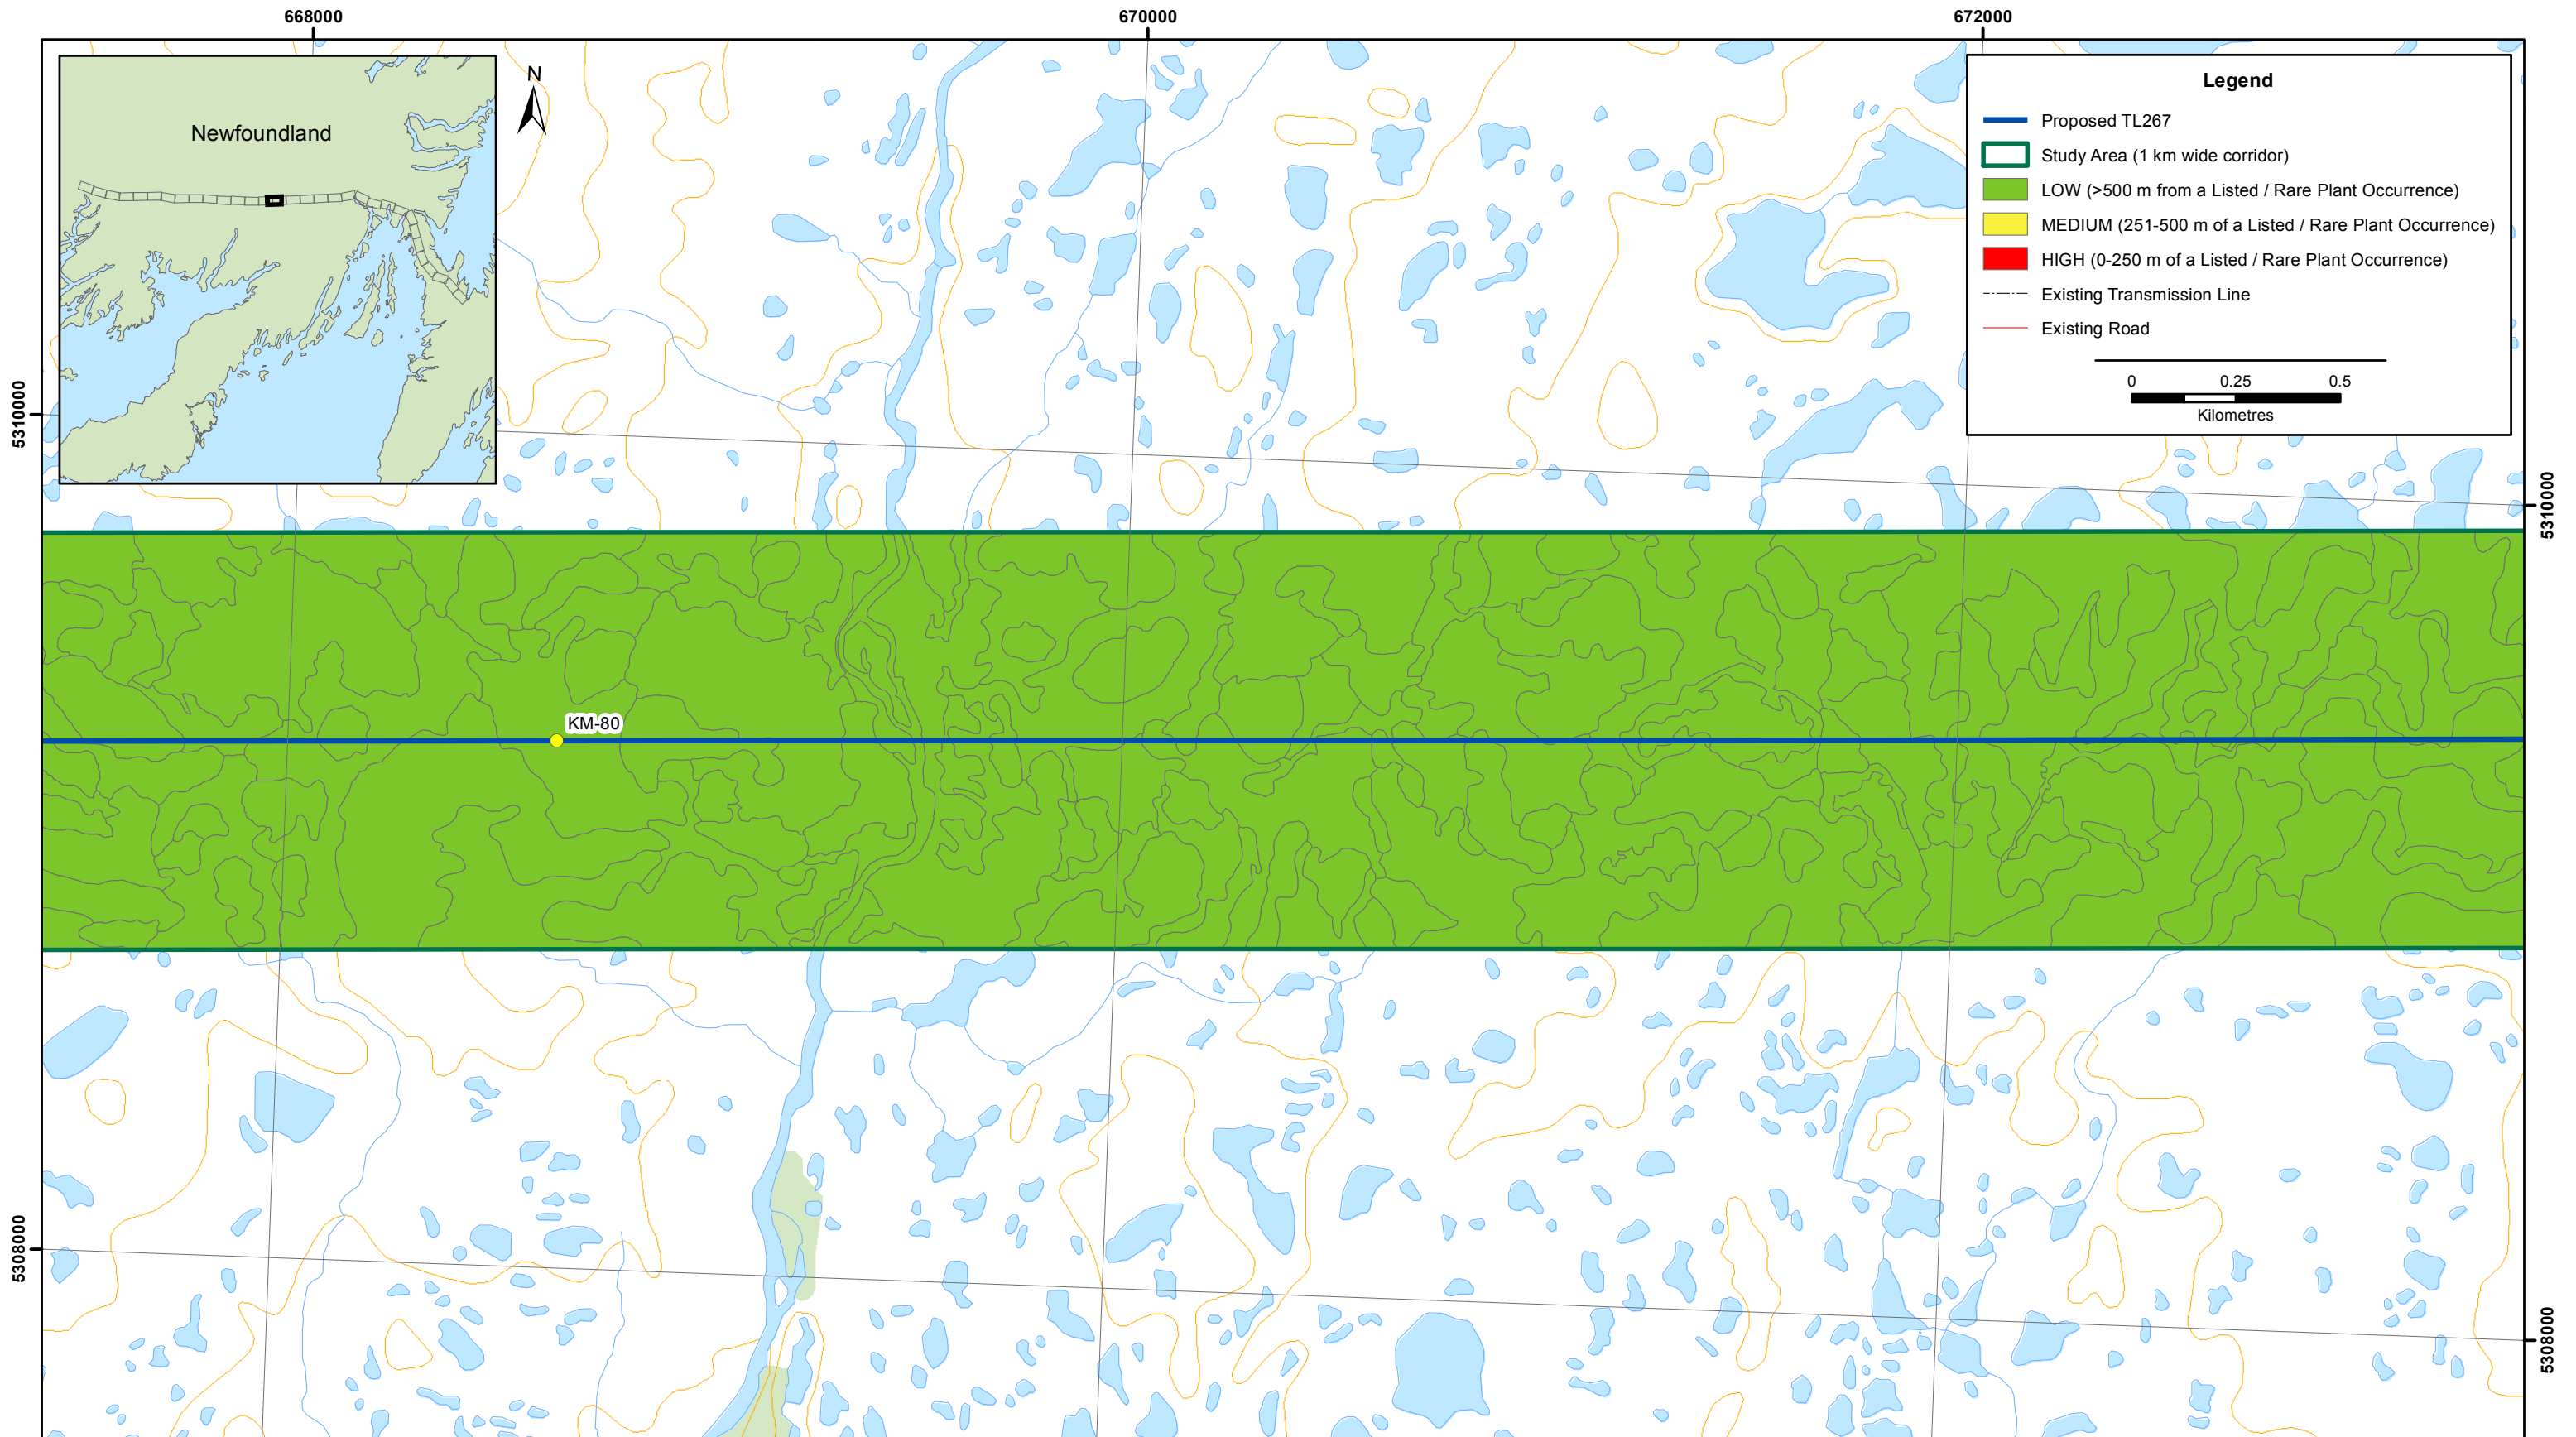 668000
670000
672000
Newfoundland
N
Legend
Proposed TL267
Study Area (1 km wide corridor)
LOW (>500 m from a Listed / Rare Plant Occurrence)
MEDIUM (251-500 m of a Listed / Rare Plant Occurrence)
HIGH (0-250 m of a Listed / Rare Plant Occurrence)
Existing Transmission Line
Existing Road
0 0.25 0.5
Kilometres
5310000
5310000
KM-80
5308000
5308000